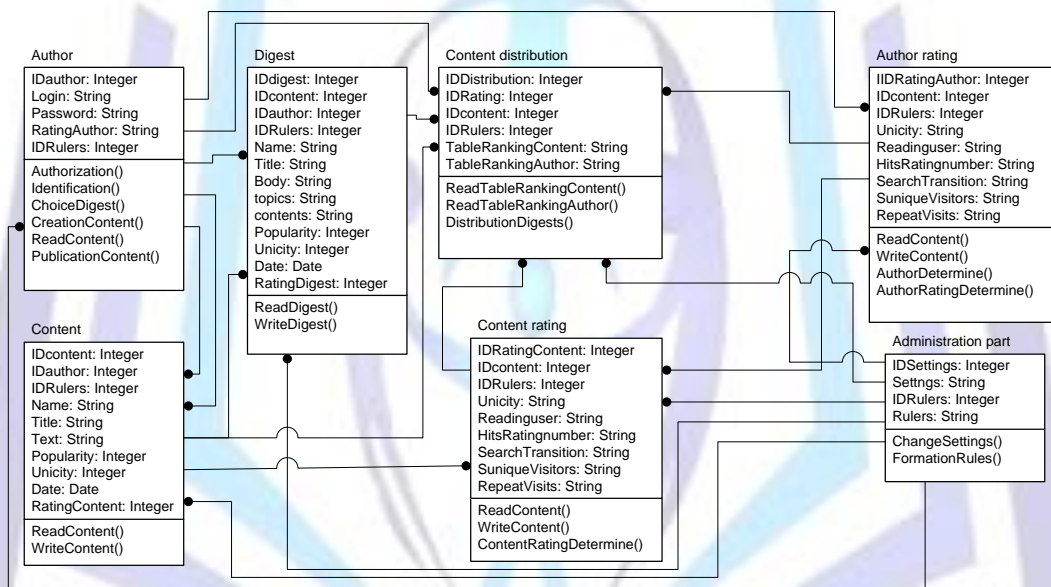 Author
IDauthor: Integer
Login: String
Password: String
RatingAuthor: String
IDRulers: Integer
Authorization()
Identification()
ChoiceDigest()
CreationContent()
ReadContent()
PublicationContent()
Digest
IDdigest: Integer
IDcontent: Integer
IDauthor: Integer
IDRulers: Integer
Name: String
Title: String
Body: String
topics: String
contents: String
Popularity: Integer
Unicity: Integer
Date: Date
RatingDigest: Integer
ReadDigest()
WriteDigest()
Content distribution
IDDistribution: Integer
IDRating: Integer
IDcontent: Integer
IDRulers: Integer
TableRankingContent: String
TableRankingAuthor: String
ReadTableRankingContent()
ReadTableRankingAuthor()
DistributionDigests()
Author rating
IIDRatingAuthor: Integer
IDcontent: Integer
IDRulers: Integer
Unicity: String
Readinguser: String
HitsRatingnumber: String
SearchTransition: String
SuniqueVisitors: String
RepeatVisits: String
ReadContent()
WriteContent()
AuthorDetermine()
AuthorRatingDetermine()
Content
IDcontent: Integer
IDauthor: Integer
IDRulers: Integer
Name: String
Title: String
Text: String
Popularity: Integer
Unicity: Integer
Date: Date
RatingContent: Integer
ReadContent()
WriteContent()
Content rating
IDRatingContent: Integer
IDcontent: Integer
IDRulers: Integer
Unicity: String
Readinguser: String
HitsRatingnumber: String
SearchTransition: String
SuniqueVisitors: String
RepeatVisits: String
ReadContent()
WriteContent()
ContentRatingDetermine()
Administration part
IDSettings: Integer
Settngs: String
IDRulers: Integer
Rulers: String
ChangeSettings()
FormationRules()